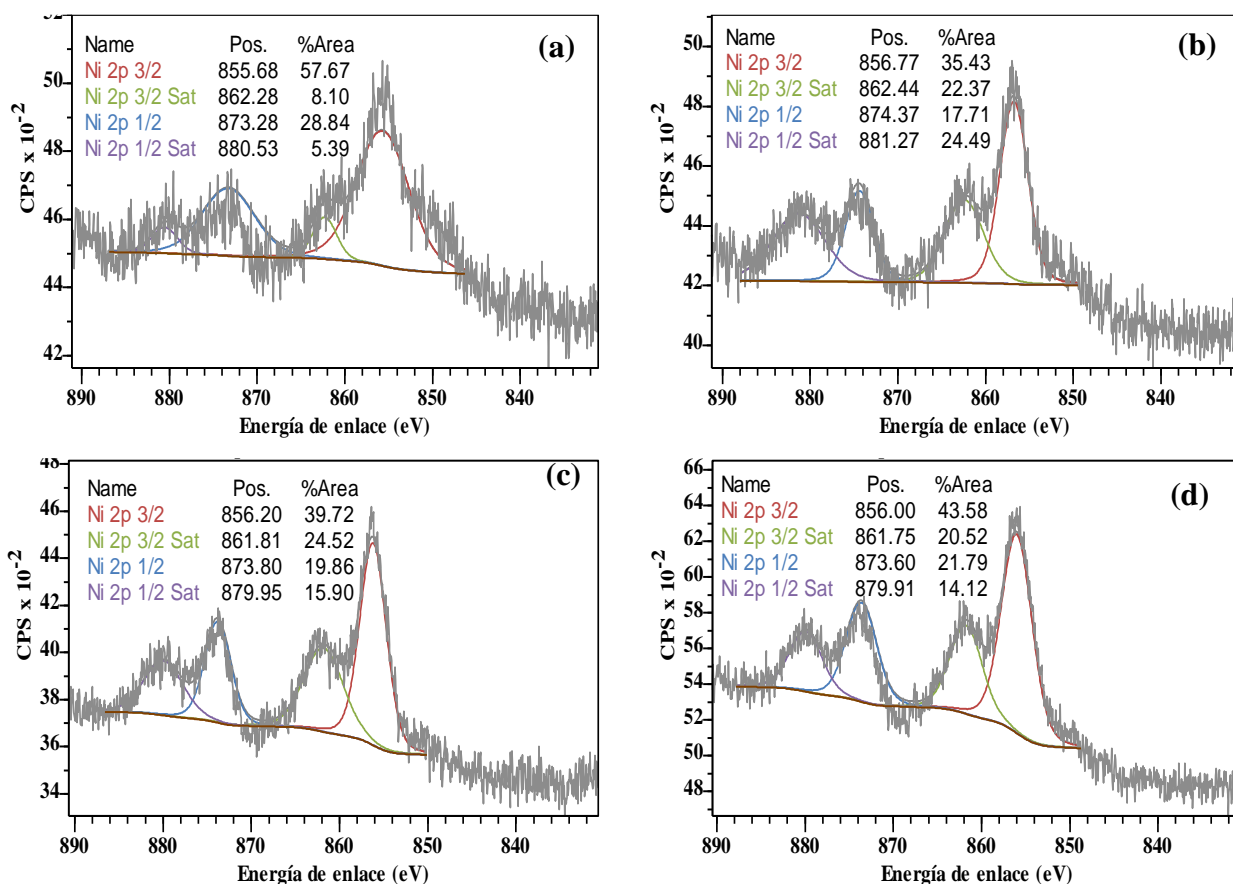 (a)
Name Pos. %Area
Ni 2p 3/2 855.68 57.67
Ni 2p 3/2 Sat 862.28 8.10
Ni 2p 1/2 873.28 28.84
Ni 2p 1/2 Sat 880.53 5.39
CPS x 10-2
52
50
48
46
44
42
890 880 870 860 850 840
Energía de enlace (eV)
(b)
Name Pos. %Area
Ni 2p 3/2 856.77 35.43
Ni 2p 3/2 Sat 862.44 22.37
Ni 2p 1/2 874.37 17.71
Ni 2p 1/2 Sat 881.27 24.49
CPS x 10-2
50
48
46
44
42
40
890 880 870 860 850 840
Energía de enlace (eV)
(c)
Name Pos. %Area
Ni 2p 3/2 856.20 39.72
Ni 2p 3/2 Sat 861.81 24.52
Ni 2p 1/2 873.80 19.86
Ni 2p 1/2 Sat 879.95 15.90
CPS x 10-2
48
46
44
42
40
38
36
34
890 880 870 860 850 840
Energía de enlace (eV)
(d)
Name Pos. %Area
Ni 2p 3/2 856.00 43.58
Ni 2p 3/2 Sat 861.75 20.52
Ni 2p 1/2 873.60 21.79
Ni 2p 1/2 Sat 879.91 14.12
CPS x 10-2
66
64
62
60
58
56
54
52
50
48
890 880 870 860 850 840
Energía de enlace (eV)